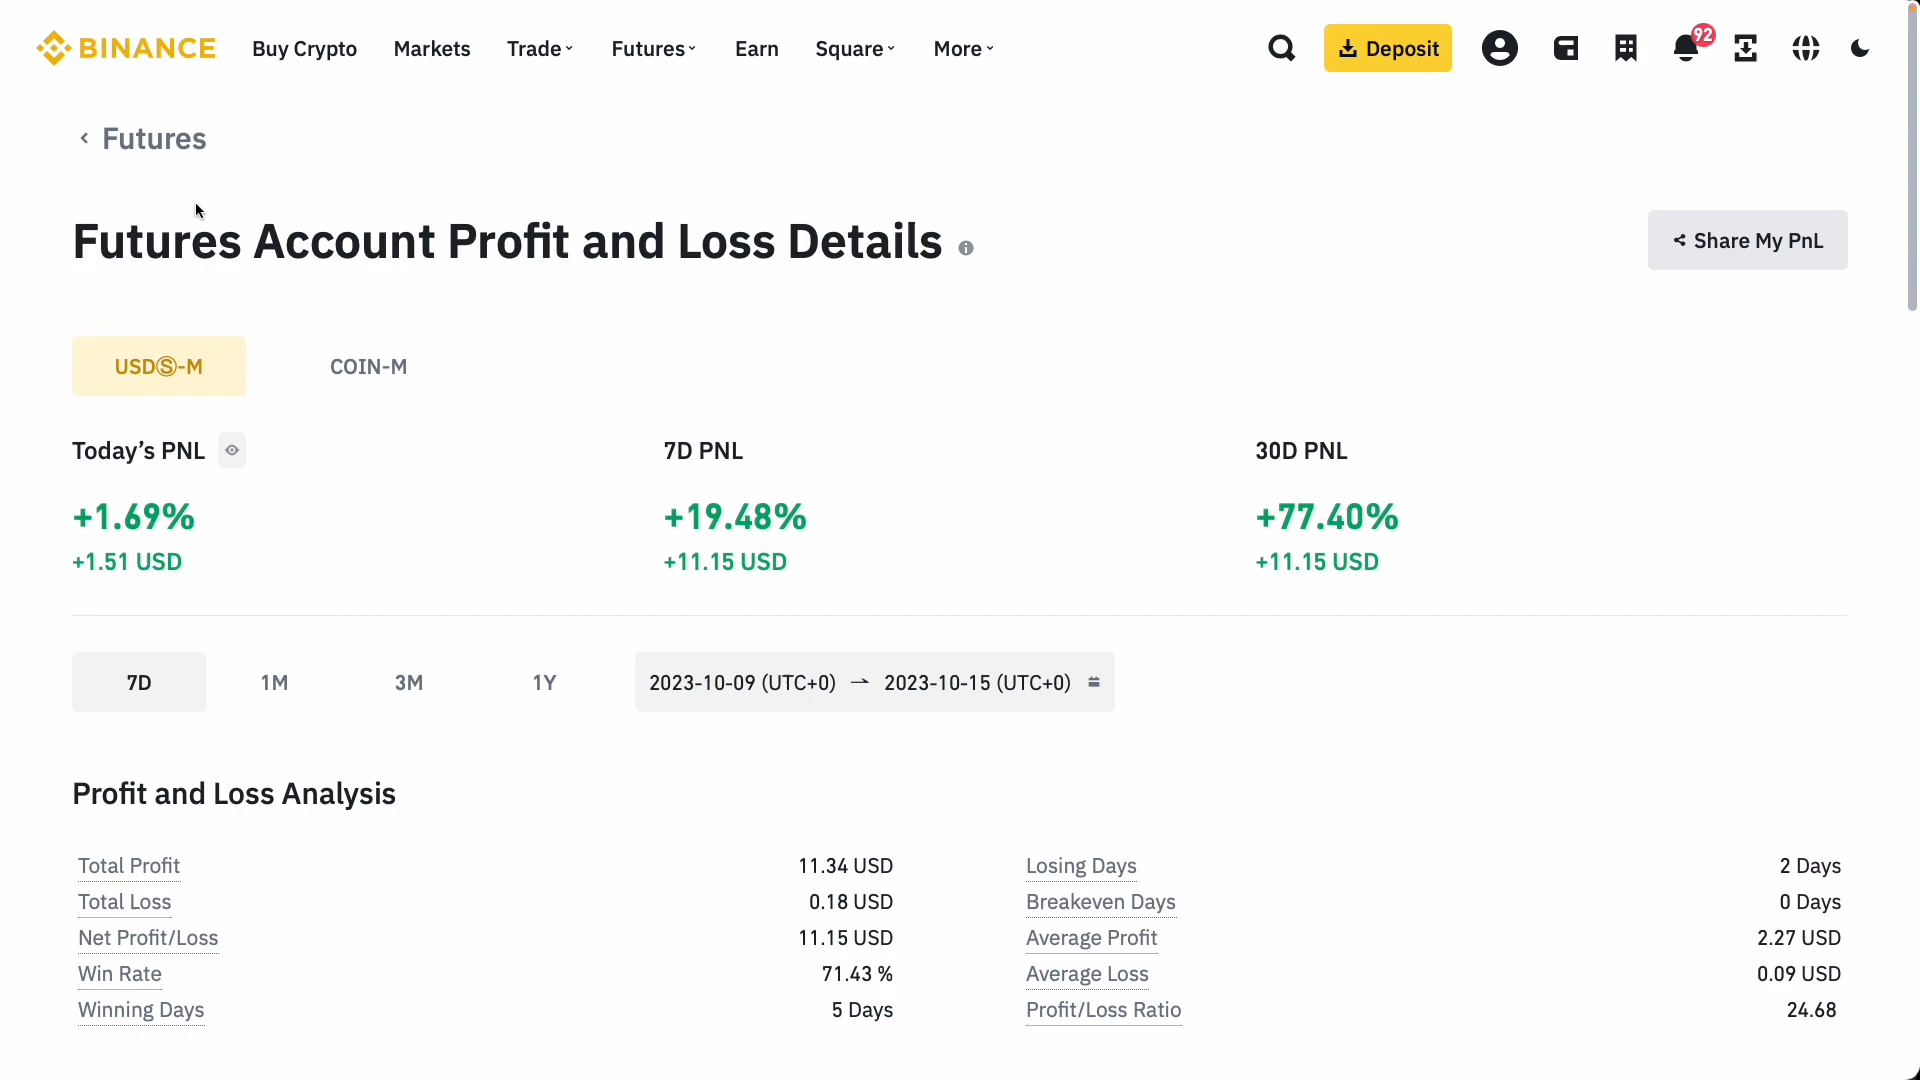 BINANCE Buy Crypto Markets Trade Futures Earn Square More Deposit 92
Futures
Futures Account Profit and Loss Details
Share My PnL
USDⓈ-M COIN-M
Today’s PNL 7D PNL 30D PNL
+1.69% +19.48% +77.40%
+1.51 USD +11.15 USD +11.15 USD
7D 1M 3M 1Y 2023-10-09 (UTC+0) → 2023-10-15 (UTC+0)
Profit and Loss Analysis
Total Profit 11.34 USD Losing Days 2 Days
Total Loss 0.18 USD Breakeven Days 0 Days
Net Profit/Loss 11.15 USD Average Profit 2.27 USD
Win Rate 71.43 % Average Loss 0.09 USD
Winning Days 5 Days Profit/Loss Ratio 24.68